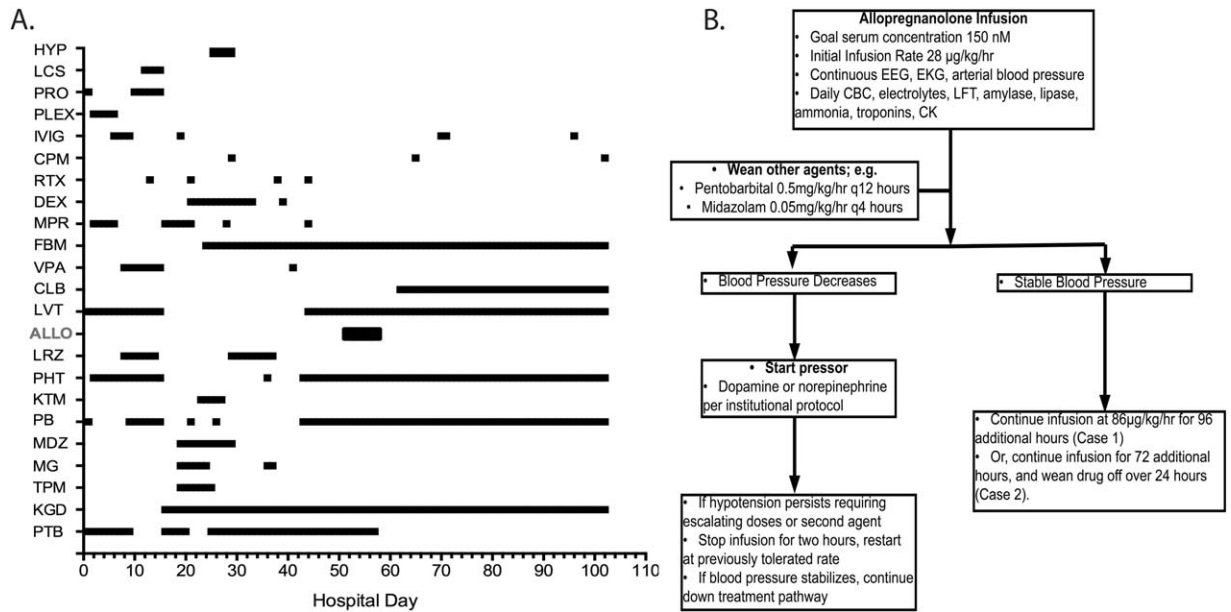 A.
HYP
LCS
PRO
PLEX
IVIG
CPM
RTX
DEX
MPR
FBM
VPA
CLB
LVT
ALLO
LRZ
PHT
KTM
PB
MDZ
MG
TPM
KGD
PTB
0 10 20 30 40 50 60 70 80 90 100 110
Hospital Day
B.
Allopregnanolone Infusion
• Goal serum concentration 150 nM
• Initial Infusion Rate 28 µg/kg/hr
• Continuous EEG, EKG, arterial blood pressure
• Daily CBC, electrolytes, LFT, amylase, lipase,
ammonia, troponins, CK
• Wean other agents; e.g.
• Pentobarbital 0.5mg/kg/hr q12 hours
• Midazolam 0.05mg/kg/hr q4 hours
• Blood Pressure Decreases
• Stable Blood Pressure
• Start pressor
• Dopamine or norepinephrine
per institutional protocol
• Continue infusion at 86µg/kg/hr for 96
additional hours (Case 1)
• Or, continue infusion for 72 additional
hours, and wean drug off over 24 hours
(Case 2).
• If hypotension persists requiring
escalating doses or second agent
• Stop infusion for two hours, restart
at previously tolerated rate
• If blood pressure stabilizes, continue
down treatment pathway